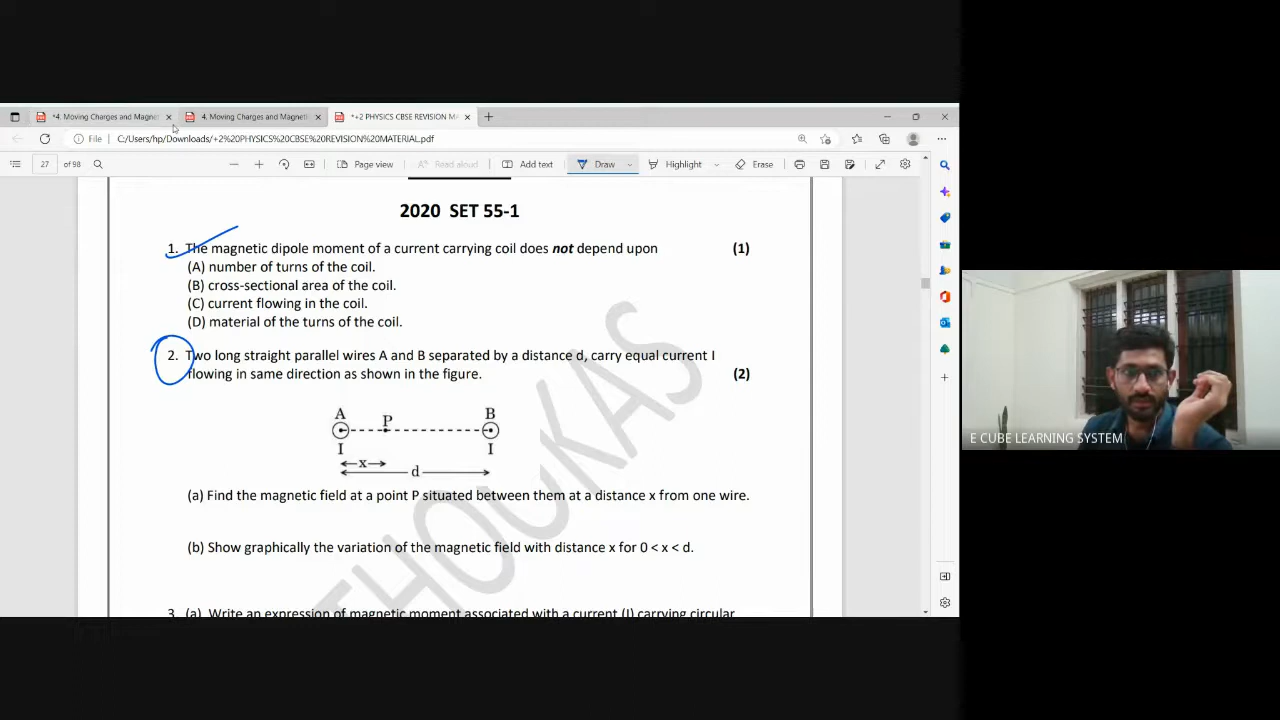 *4. Moving Charges and Magne
4. Moving Charges and Magneti
*+2 PHYSICS CBSE REVISION MA
File
C:/Users/hp/Downloads/+2%20PHYSICS%20CBSE%20REVISION%20MATERIAL.pdf
27 of 98
Page view
Read aloud
Add text
Draw
Highlight
Erase
2020 SET 55-1
1. The magnetic dipole moment of a current carrying coil does not depend upon (1)
(A) number of turns of the coil.
(B) cross-sectional area of the coil.
(C) current flowing in the coil.
(D) material of the turns of the coil.
2. Two long straight parallel wires A and B separated by a distance d, carry equal current I
flowing in same direction as shown in the figure. (2)
A P B
I I
x
d
(a) Find the magnetic field at a point P situated between them at a distance x from one wire.
(b) Show graphically the variation of the magnetic field with distance x for 0 < x < d.
3. (a) Write an expression of magnetic moment associated with a current (I) carrying circular
THOUKAS
E CUBE LEARNING SYSTEM